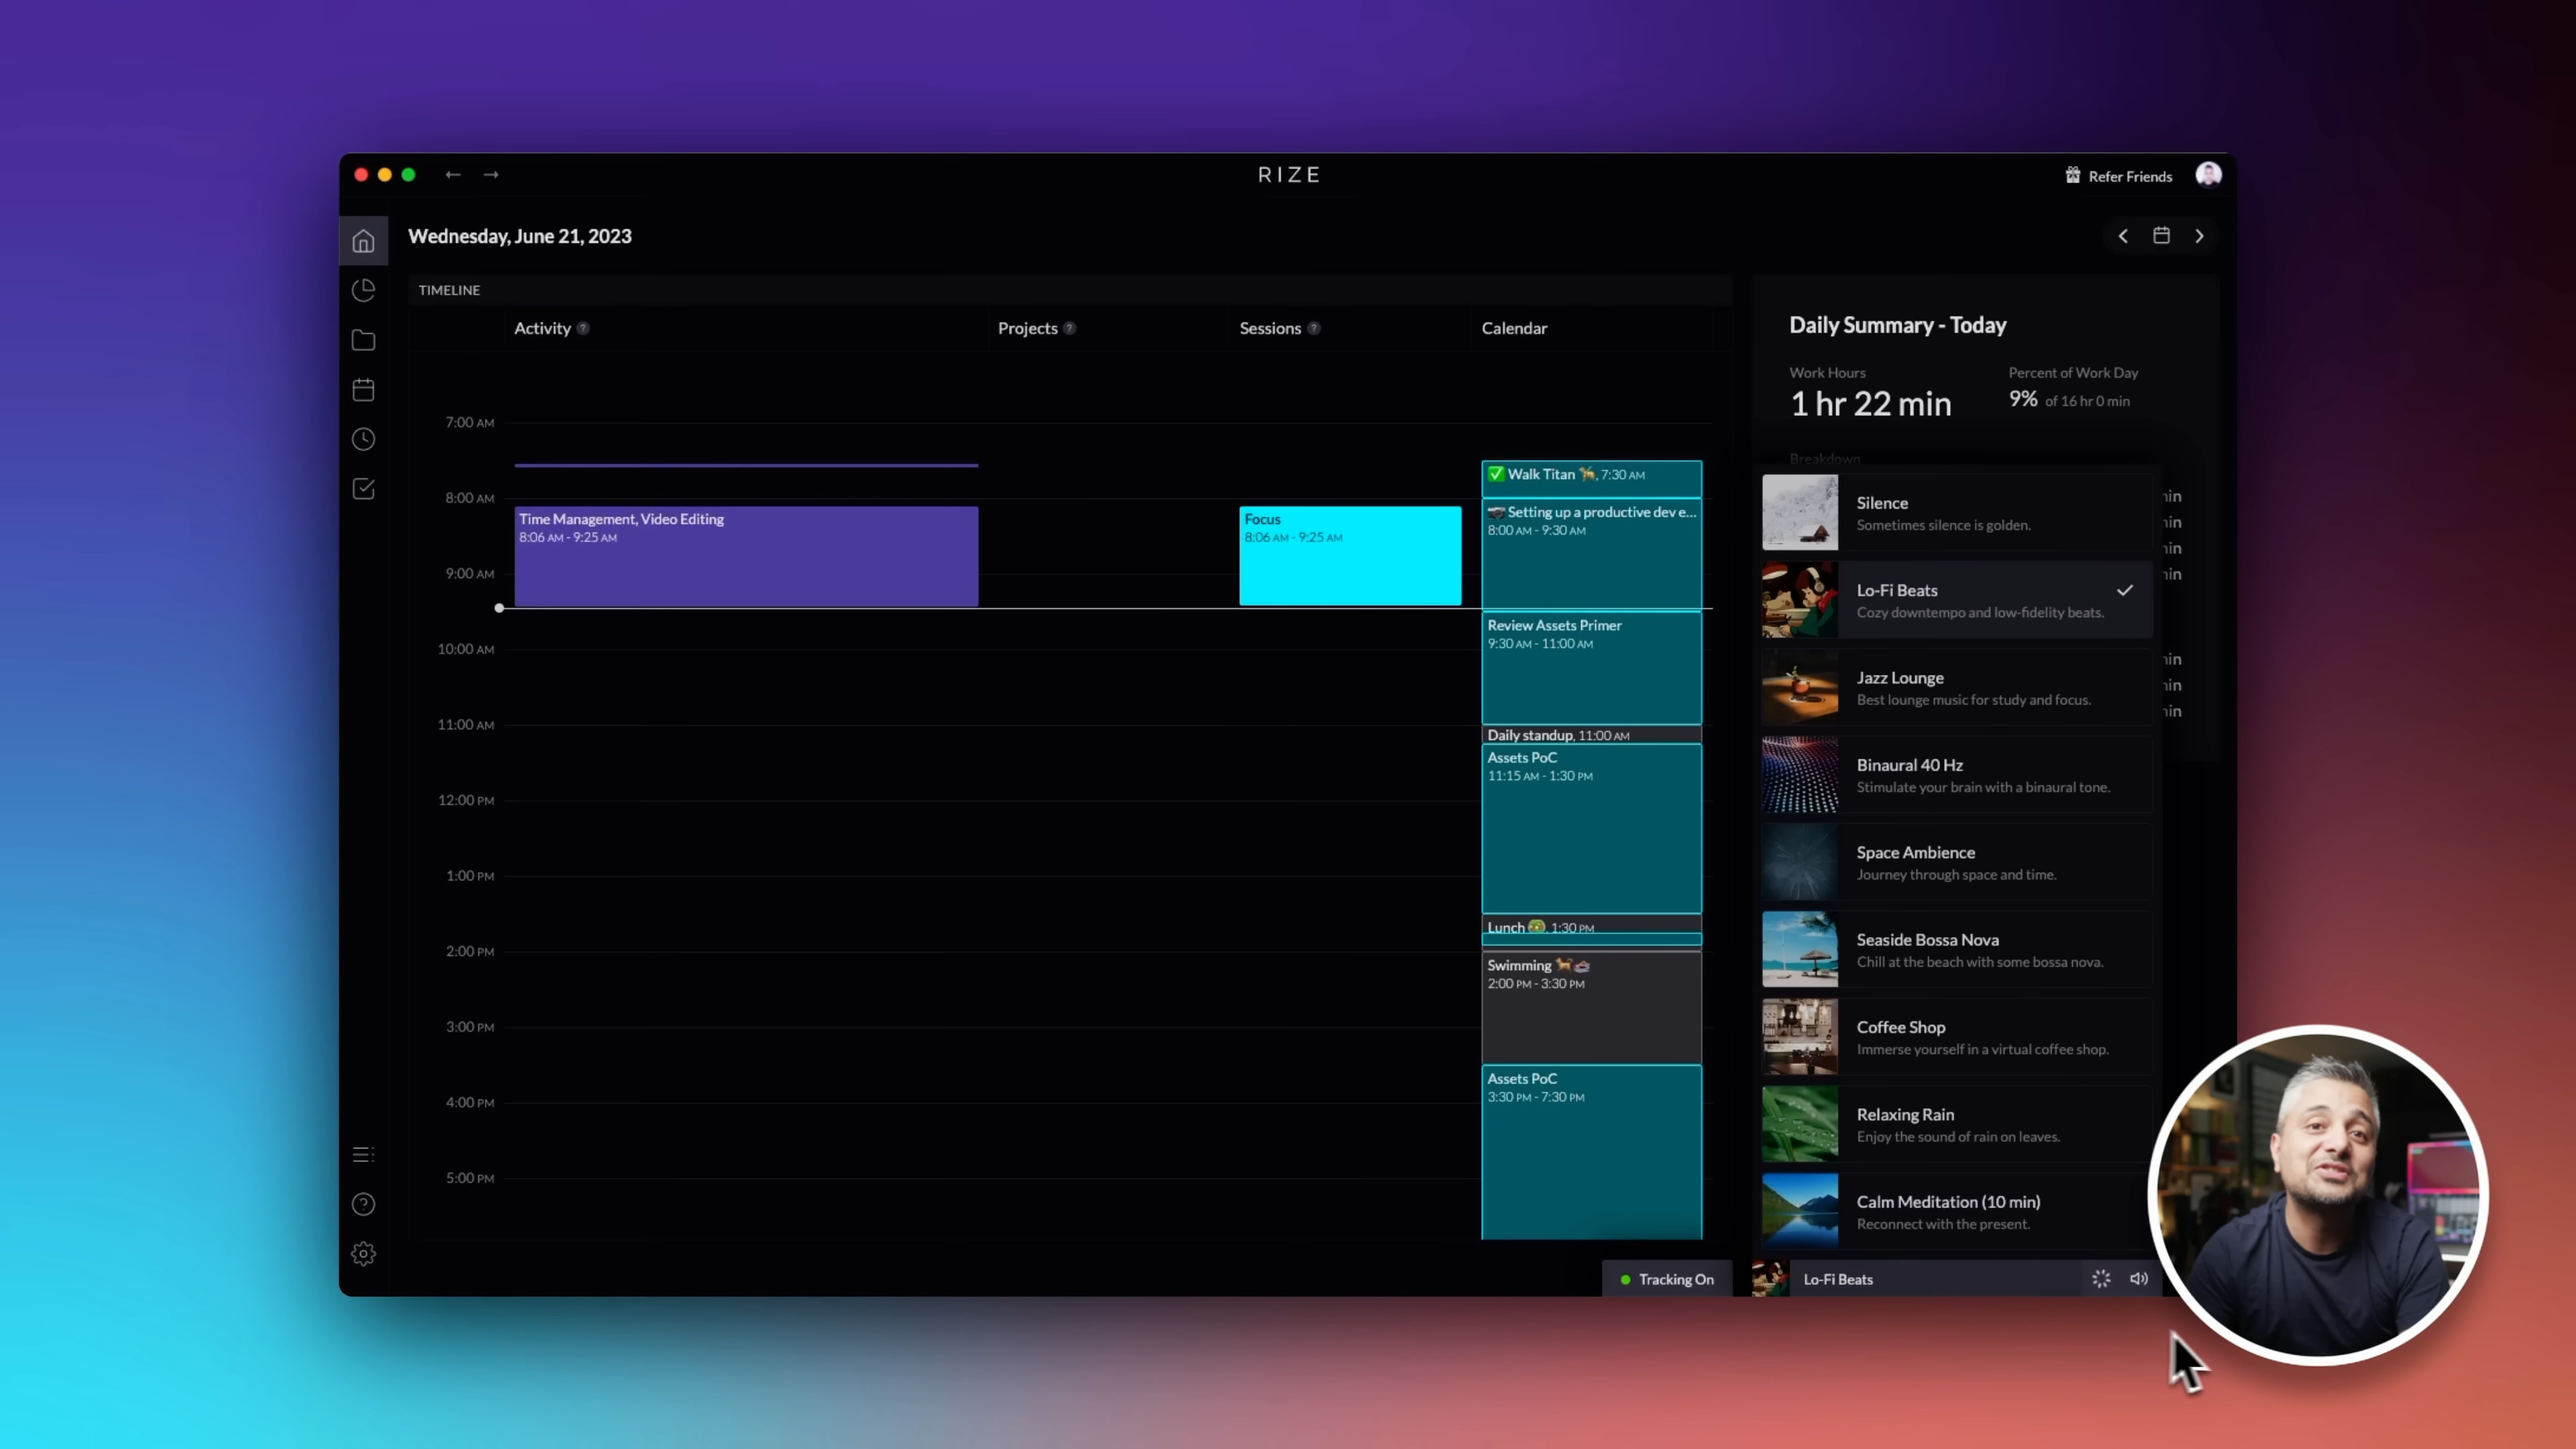 RIZE
Refer Friends
Wednesday, June 21, 2023
TIMELINE
Activity ?
Projects ?
Sessions ?
Calendar
7:00 AM
8:00 AM
9:00 AM
10:00 AM
11:00 AM
12:00 PM
1:00 PM
2:00 PM
3:00 PM
4:00 PM
5:00 PM
Time Management, Video Editing
8:06 AM - 9:25 AM
Focus
8:06 AM - 9:25 AM
✅ Walk Titan 🐕, 7:30 AM
Setting up a productive dev e...
8:00 AM - 9:30 AM
Review Assets Primer
9:30 AM - 11:00 AM
Daily standup, 11:00 AM
Assets PoC
11:15 AM - 1:30 PM
Lunch 🥝, 1:30 PM
Swimming
2:00 PM - 3:30 PM
Assets PoC
3:30 PM - 7:30 PM
Daily Summary - Today
Work Hours
1 hr 22 min
Percent of Work Day
9% of 16 hr 0 min
Breakdown
Silence
Sometimes silence is golden.
Lo-Fi Beats
Cozy downtempo and low-fidelity beats.
Jazz Lounge
Best lounge music for study and focus.
Binaural 40 Hz
Stimulate your brain with a binaural tone.
Space Ambience
Journey through space and time.
Seaside Bossa Nova
Chill at the beach with some bossa nova.
Coffee Shop
Immerse yourself in a virtual coffee shop.
Relaxing Rain
Enjoy the sound of rain on leaves.
Calm Meditation (10 min)
Reconnect with the present.
Tracking On
Lo-Fi Beats